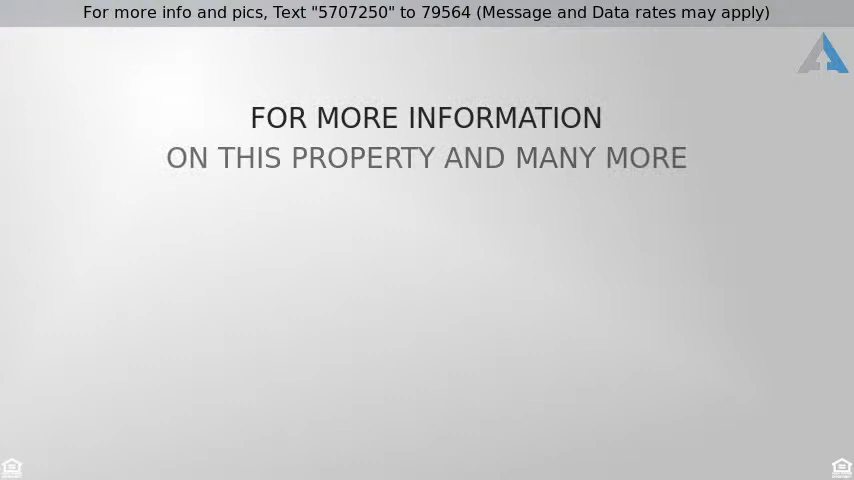 For more info and pics, Text "5707250" to 79564 (Message and Data rates may apply)
FOR MORE INFORMATION
ON THIS PROPERTY AND MANY MORE